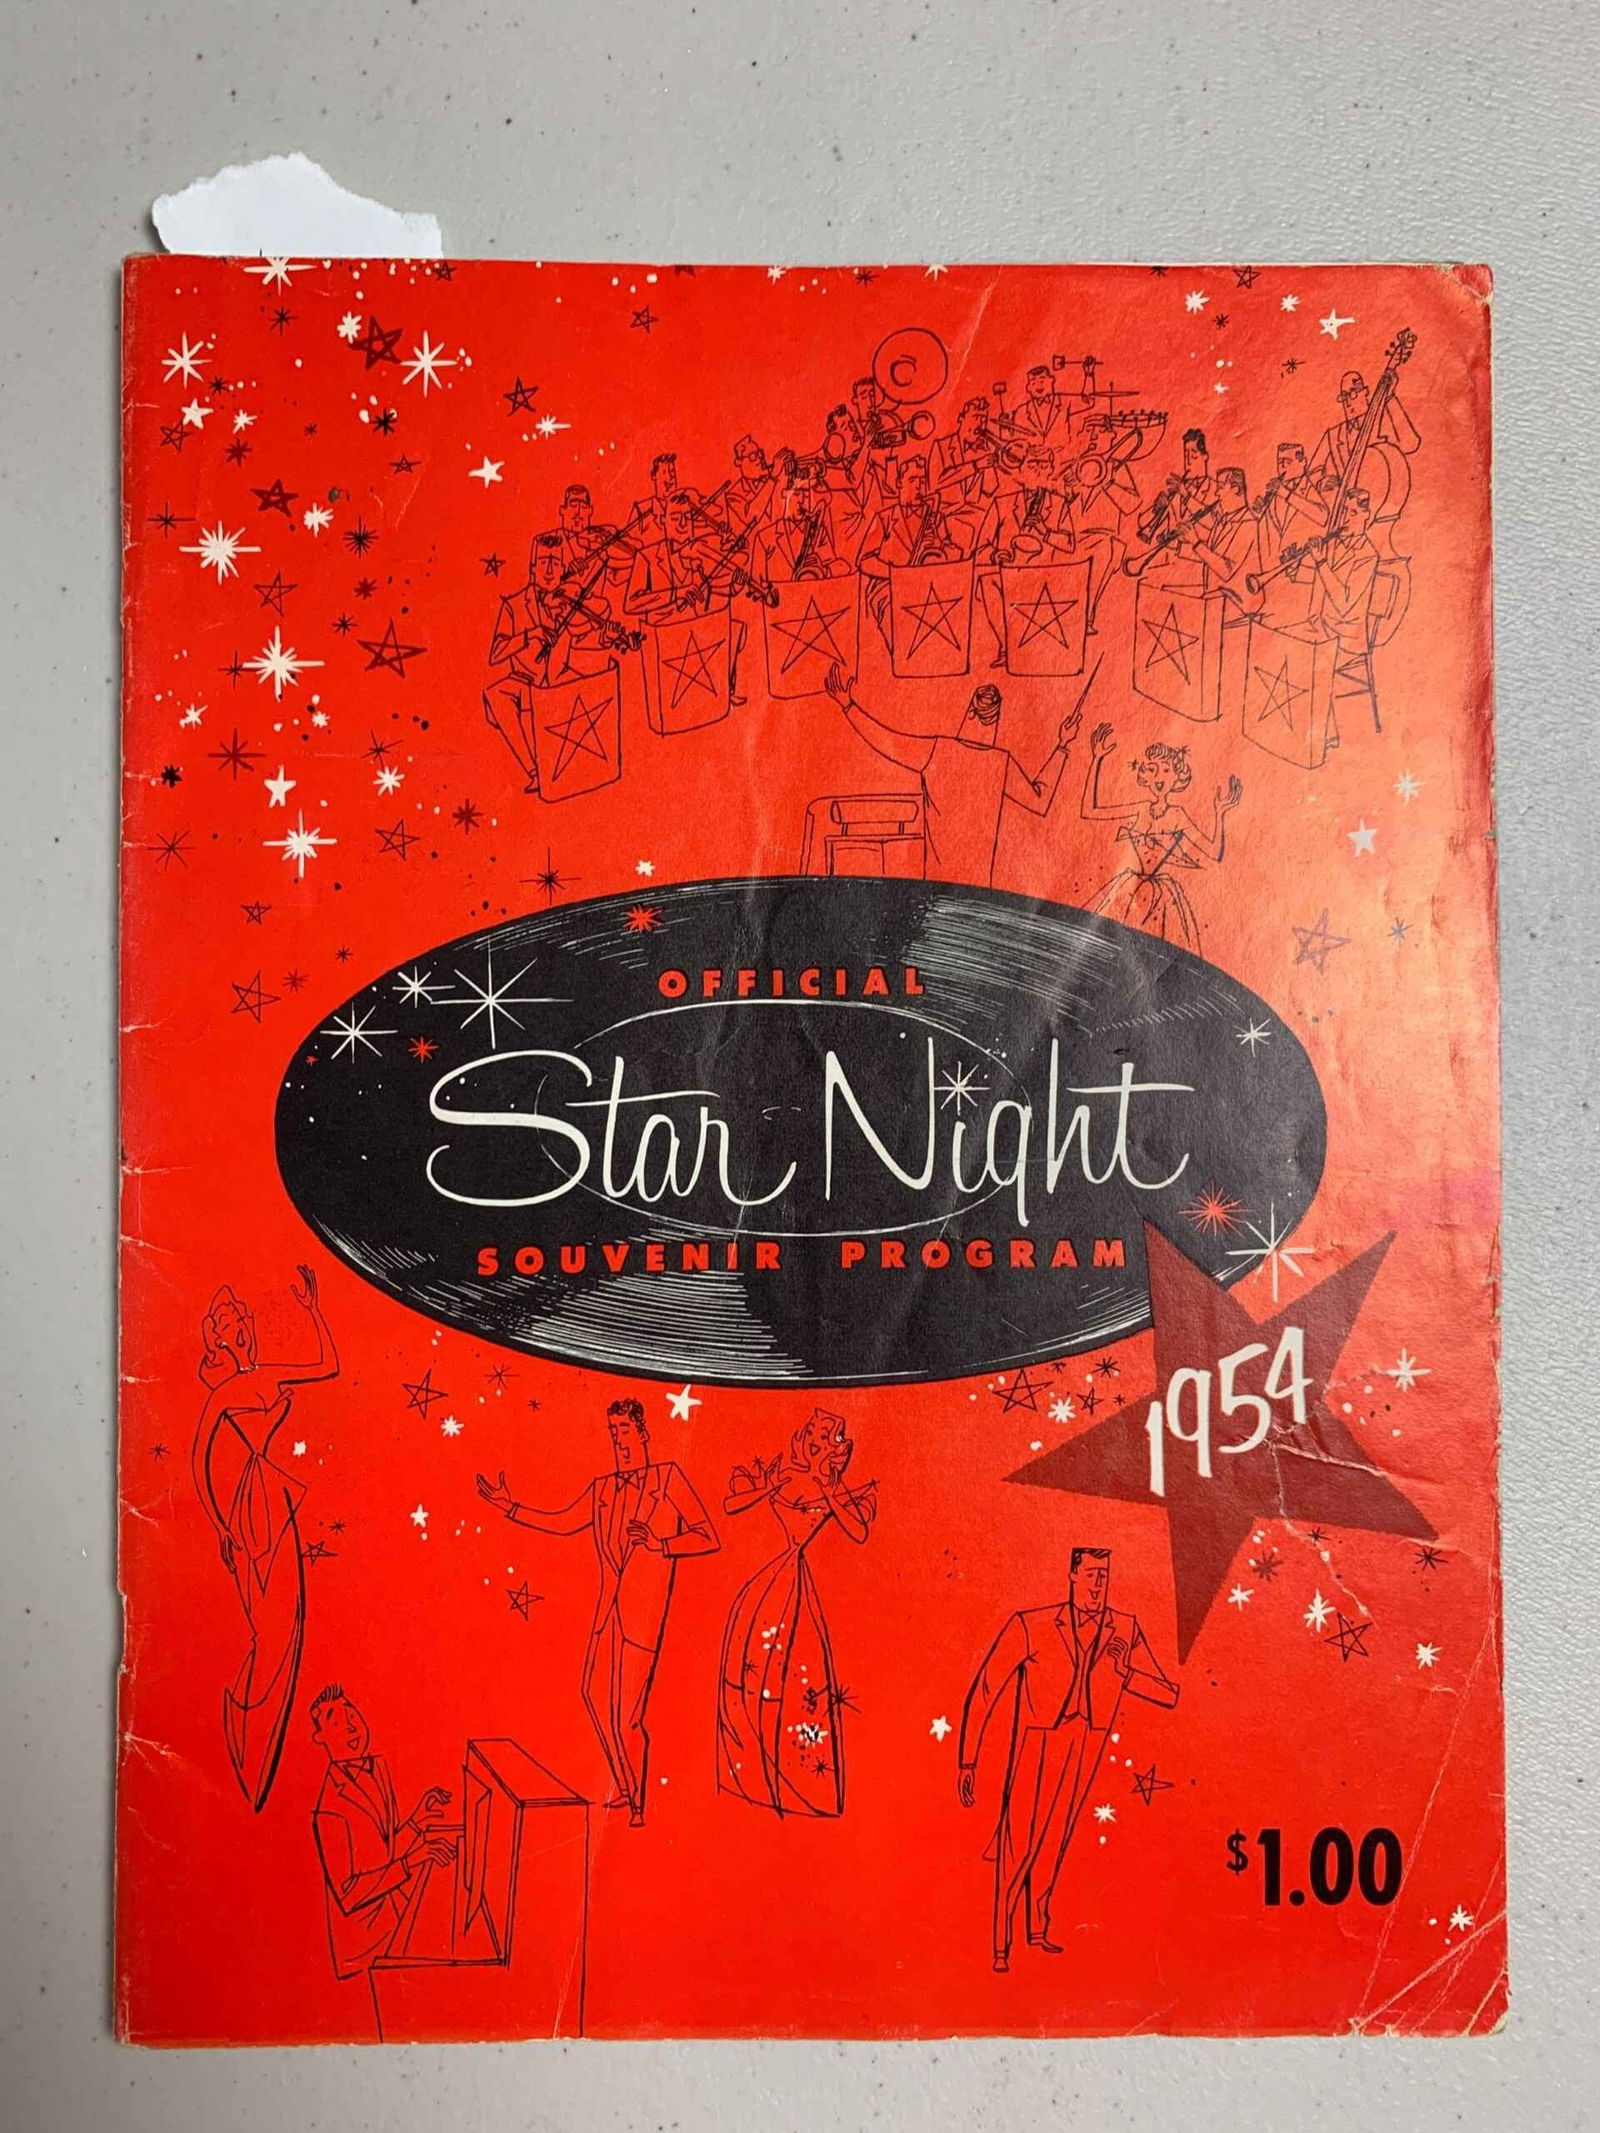 OFFICIAL
Star Night
SOUVENIR PROGRAM
1954
$1.00